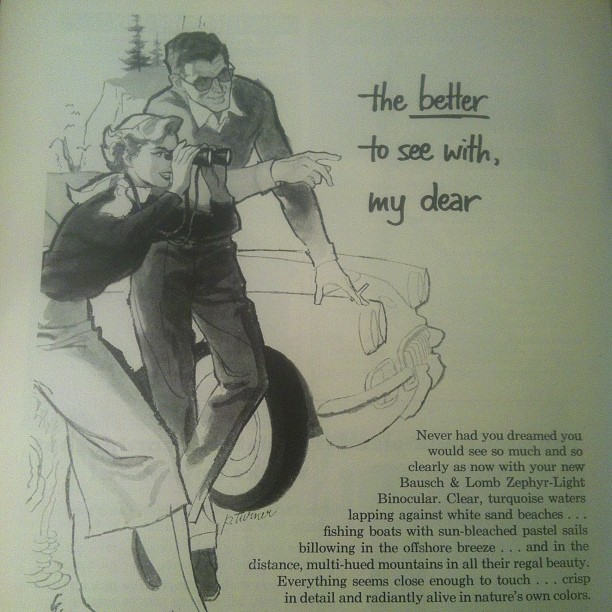 the better
to see with,
my dear
Never had you dreamed you
would see so much and so
clearly as now with your new
Bausch & Lomb Zephyr-Light
Binocular. Clear, turquoise waters
lapping against white sand beaches . . .
fishing boats with sun-bleached pastel sails
billowing in the offshore breeze . . . and in the
distance, multi-hued mountains in all their regal beauty.
Everything seems close enough to touch . . . crisp
in detail and radiantly alive in nature's own colors.
p. turner